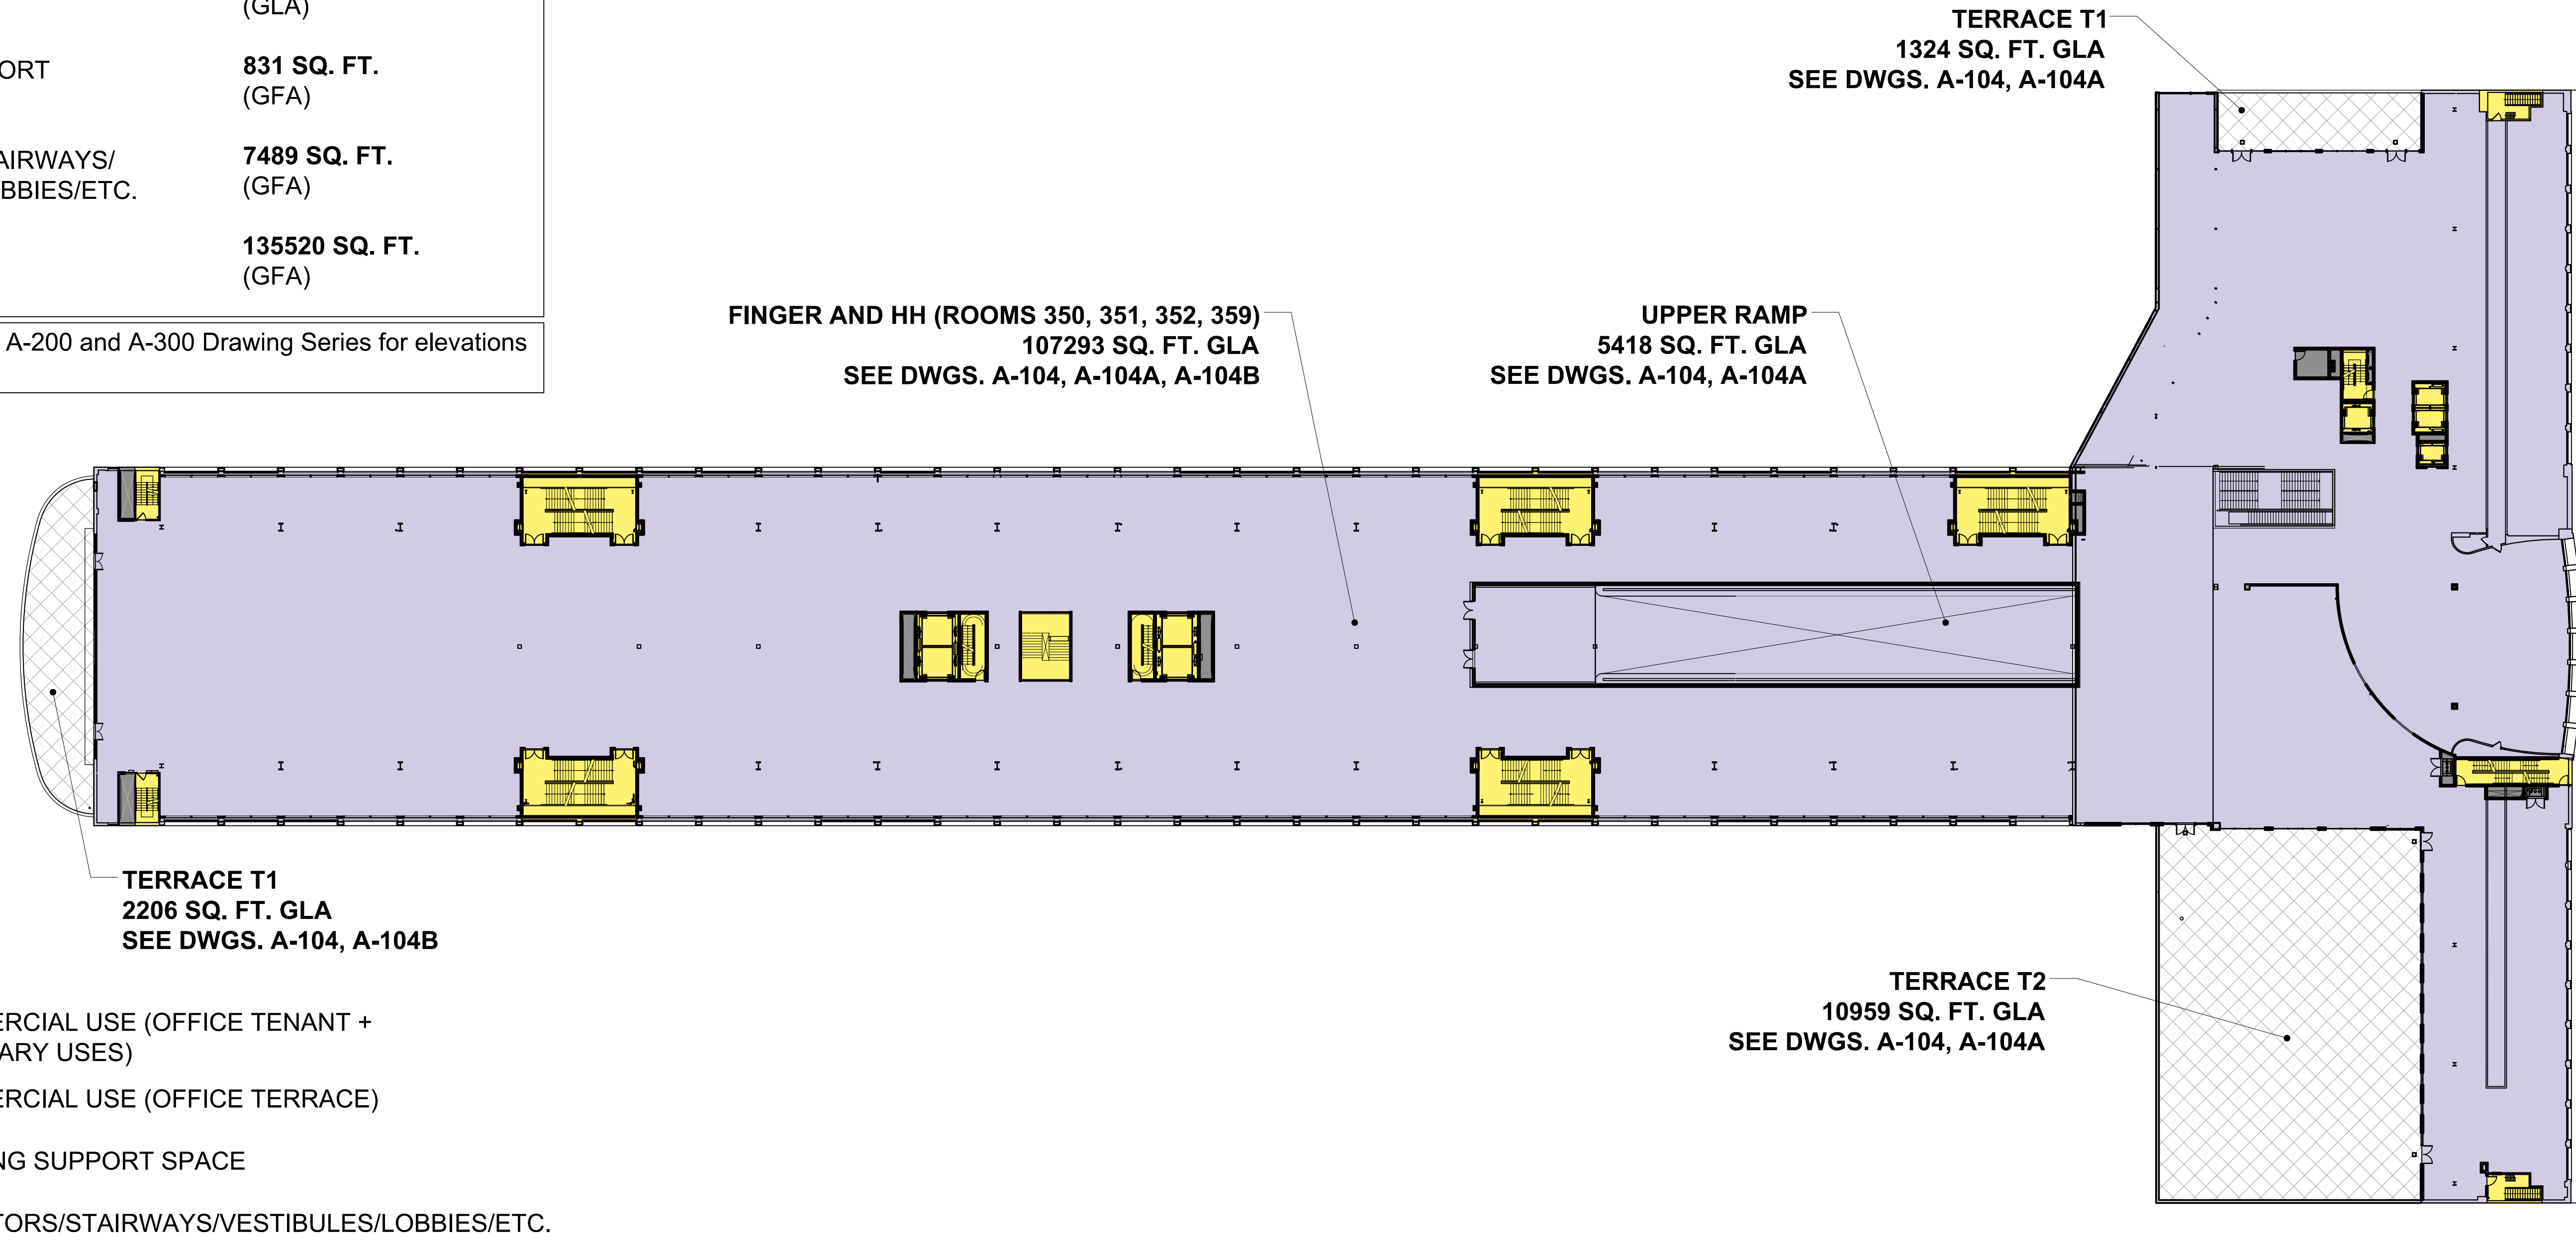 (GLA)
ORT
831 SQ. FT.
(GFA)
AIRWAYS/
7489 SQ. FT.
BBIES/ETC.
(GFA)
135520 SQ. FT.
(GFA)
A-200 and A-300 Drawing Series for elevations
TERRACE T1
1324 SQ. FT. GLA
SEE DWGS. A-104, A-104A
FINGER AND HH (ROOMS 350, 351, 352, 359)
107293 SQ. FT. GLA
SEE DWGS. A-104, A-104A, A-104B
UPPER RAMP
5418 SQ. FT. GLA
SEE DWGS. A-104, A-104A
TERRACE T1
2206 SQ. FT. GLA
SEE DWGS. A-104, A-104B
TERRACE T2
10959 SQ. FT. GLA
SEE DWGS. A-104, A-104A
ERCIAL USE (OFFICE TENANT +
ARY USES)
ERCIAL USE (OFFICE TERRACE)
NG SUPPORT SPACE
TORS/STAIRWAYS/VESTIBULES/LOBBIES/ETC.